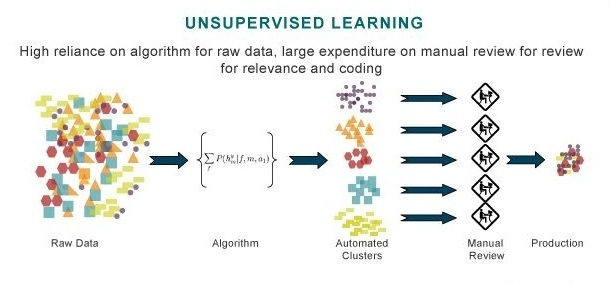 UNSUPERVISED LEARNING
High reliance on algorithm for raw data, large expenditure on manual review for review
for relevance and coding
Raw Data
Algorithm
Automated
Clusters
Manual
Review
Production